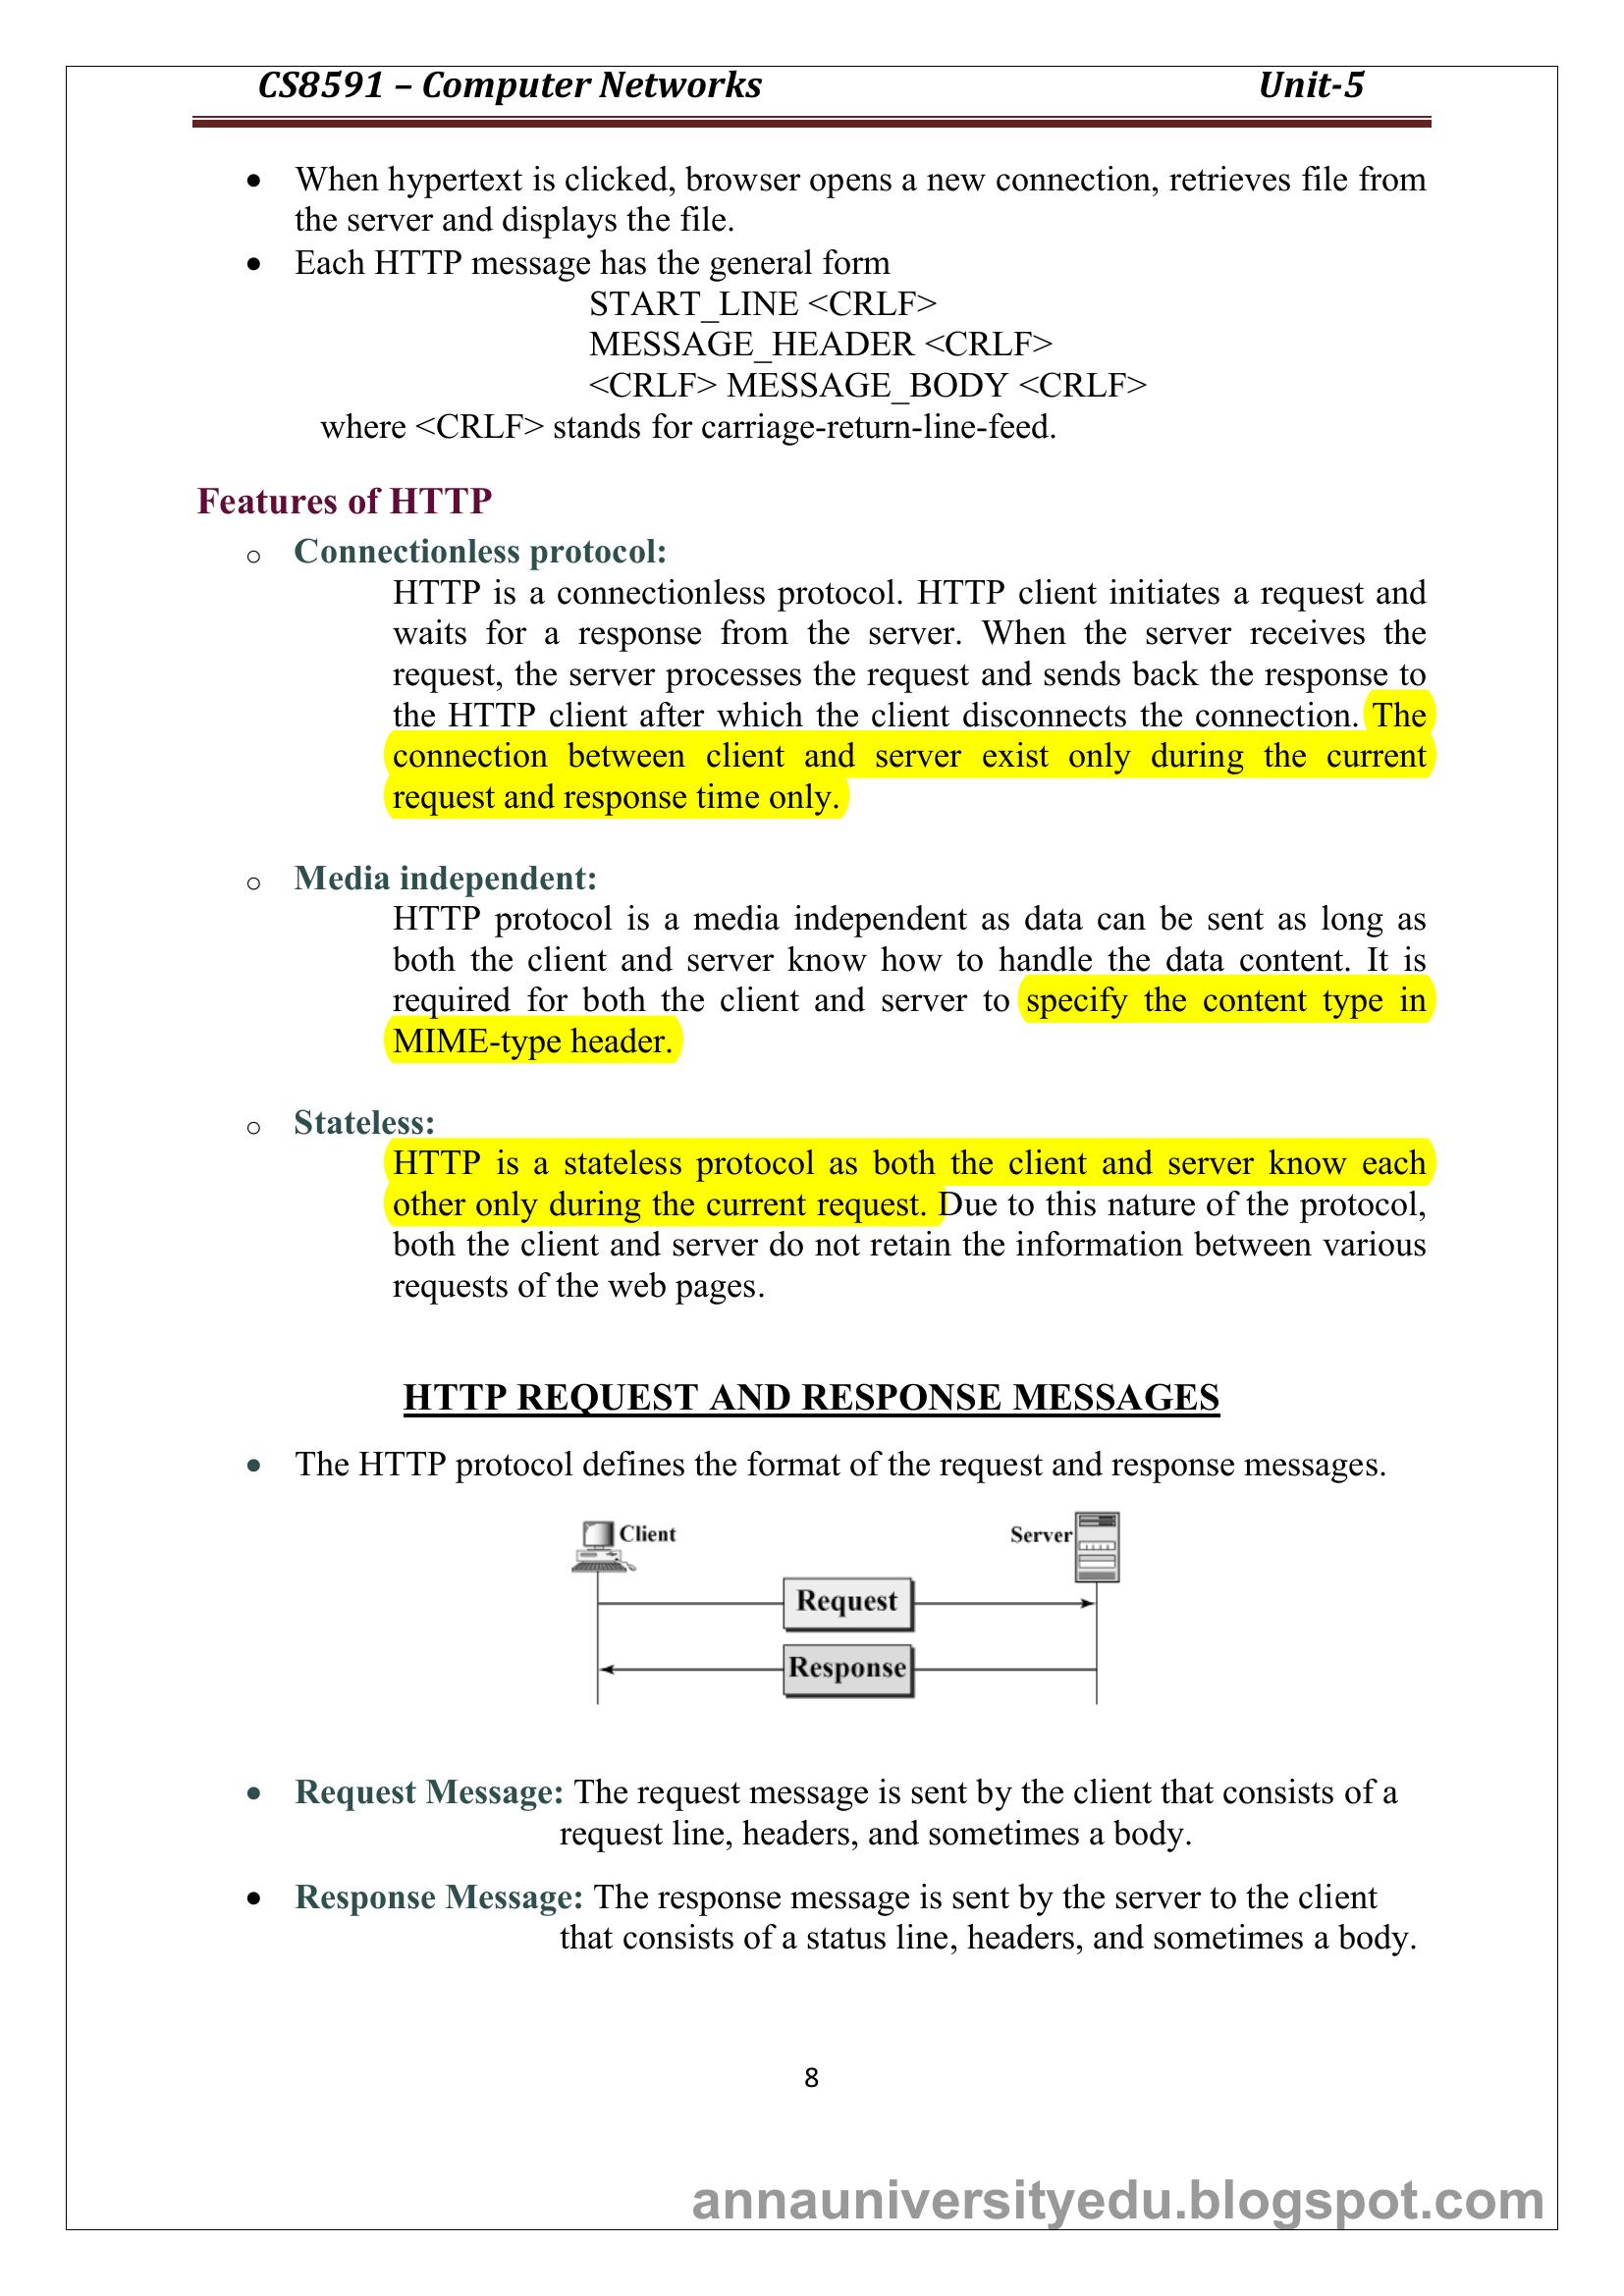 CS8591 – Computer Networks Unit-5
• When hypertext is clicked, browser opens a new connection, retrieves file from
the server and displays the file.
• Each HTTP message has the general form
START_LINE <CRLF>
MESSAGE_HEADER <CRLF>
<CRLF> MESSAGE_BODY <CRLF>
where <CRLF> stands for carriage-return-line-feed.
Features of HTTP
o Connectionless protocol:
HTTP is a connectionless protocol. HTTP client initiates a request and
waits for a response from the server. When the server receives the
request, the server processes the request and sends back the response to
the HTTP client after which the client disconnects the connection. The
connection between client and server exist only during the current
request and response time only.
o Media independent:
HTTP protocol is a media independent as data can be sent as long as
both the client and server know how to handle the data content. It is
required for both the client and server to specify the content type in
MIME-type header.
o Stateless:
HTTP is a stateless protocol as both the client and server know each
other only during the current request. Due to this nature of the protocol,
both the client and server do not retain the information between various
requests of the web pages.
HTTP REQUEST AND RESPONSE MESSAGES
• The HTTP protocol defines the format of the request and response messages.
Client Server
Request
Response
• Request Message: The request message is sent by the client that consists of a
request line, headers, and sometimes a body.
• Response Message: The response message is sent by the server to the client
that consists of a status line, headers, and sometimes a body.
8
annauniversityedu.blogspot.com